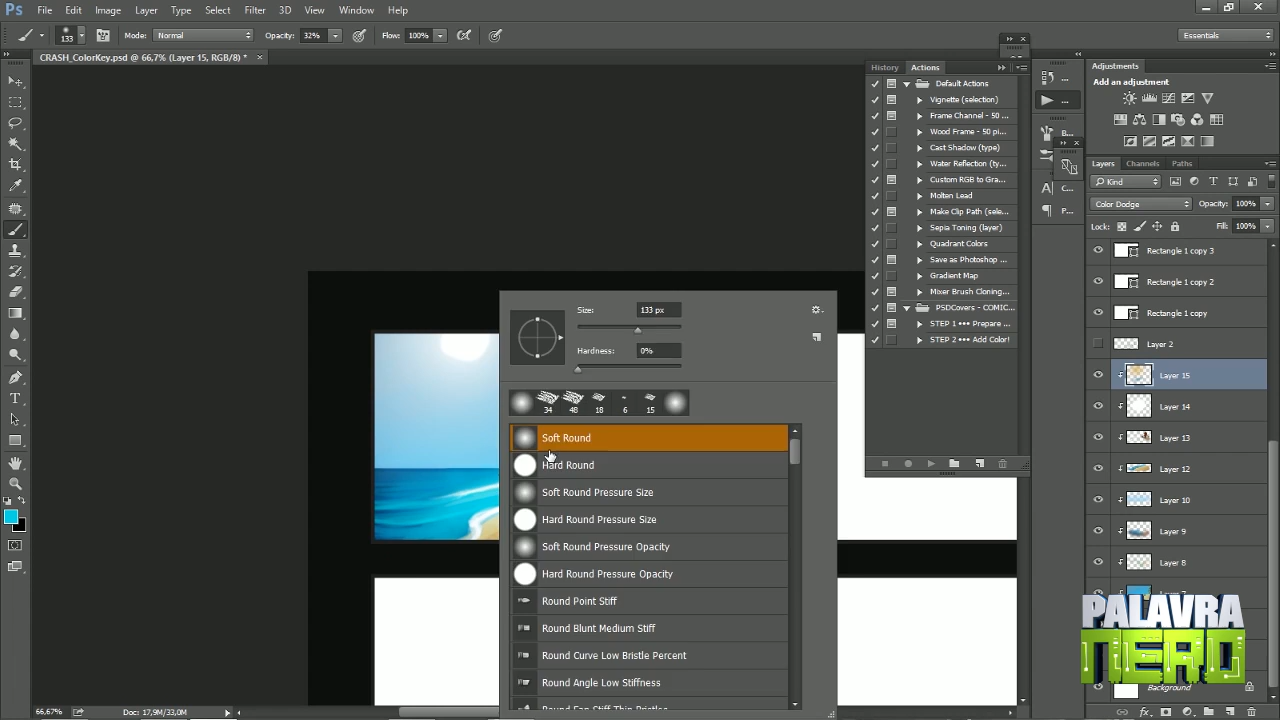 Ps File Edit Image Layer Type Select Filter 3D View Window Help
133 Mode: Normal Opacity: 32% Flow: 100% Essentials
CRASH_ColorKey.psd @ 66,7% (Layer 15, RGB/8) *
History Actions
Default Actions
Vignette (selection)
Frame Channel - 50 ...
Wood Frame - 50 pi...
Cast Shadow (type)
Water Reflection (ty...
Custom RGB to Gra...
Molten Lead
Make Clip Path (sele...
Sepia Toning (layer)
Quadrant Colors
Save as Photoshop ...
Gradient Map
Mixer Brush Cloning...
PSDCovers - COMIC...
STEP 1 ••• Prepare ...
STEP 2 ••• Add Color!
...
...
B...
C...
P...
Adjustments
Add an adjustment
Layers Channels Paths
Kind
Color Dodge Opacity: 100%
Lock: Fill: 100%
Rectangle 1 copy 3
Rectangle 1 copy 2
Rectangle 1 copy
Layer 2
Layer 15
Layer 14
Layer 13
Layer 12
Layer 10
Layer 9
Layer 8
Background
Size: 133 px
Hardness: 0%
34 48 18 6 15
Soft Round
Hard Round
Soft Round Pressure Size
Hard Round Pressure Size
Soft Round Pressure Opacity
Hard Round Pressure Opacity
Round Point Stiff
Round Blunt Medium Stiff
Round Curve Low Bristle Percent
Round Angle Low Stiffness
Round Fan Stiff Thin Bristles
PALAVRA
NERD
66,67% Doc: 17,9M/33,0M